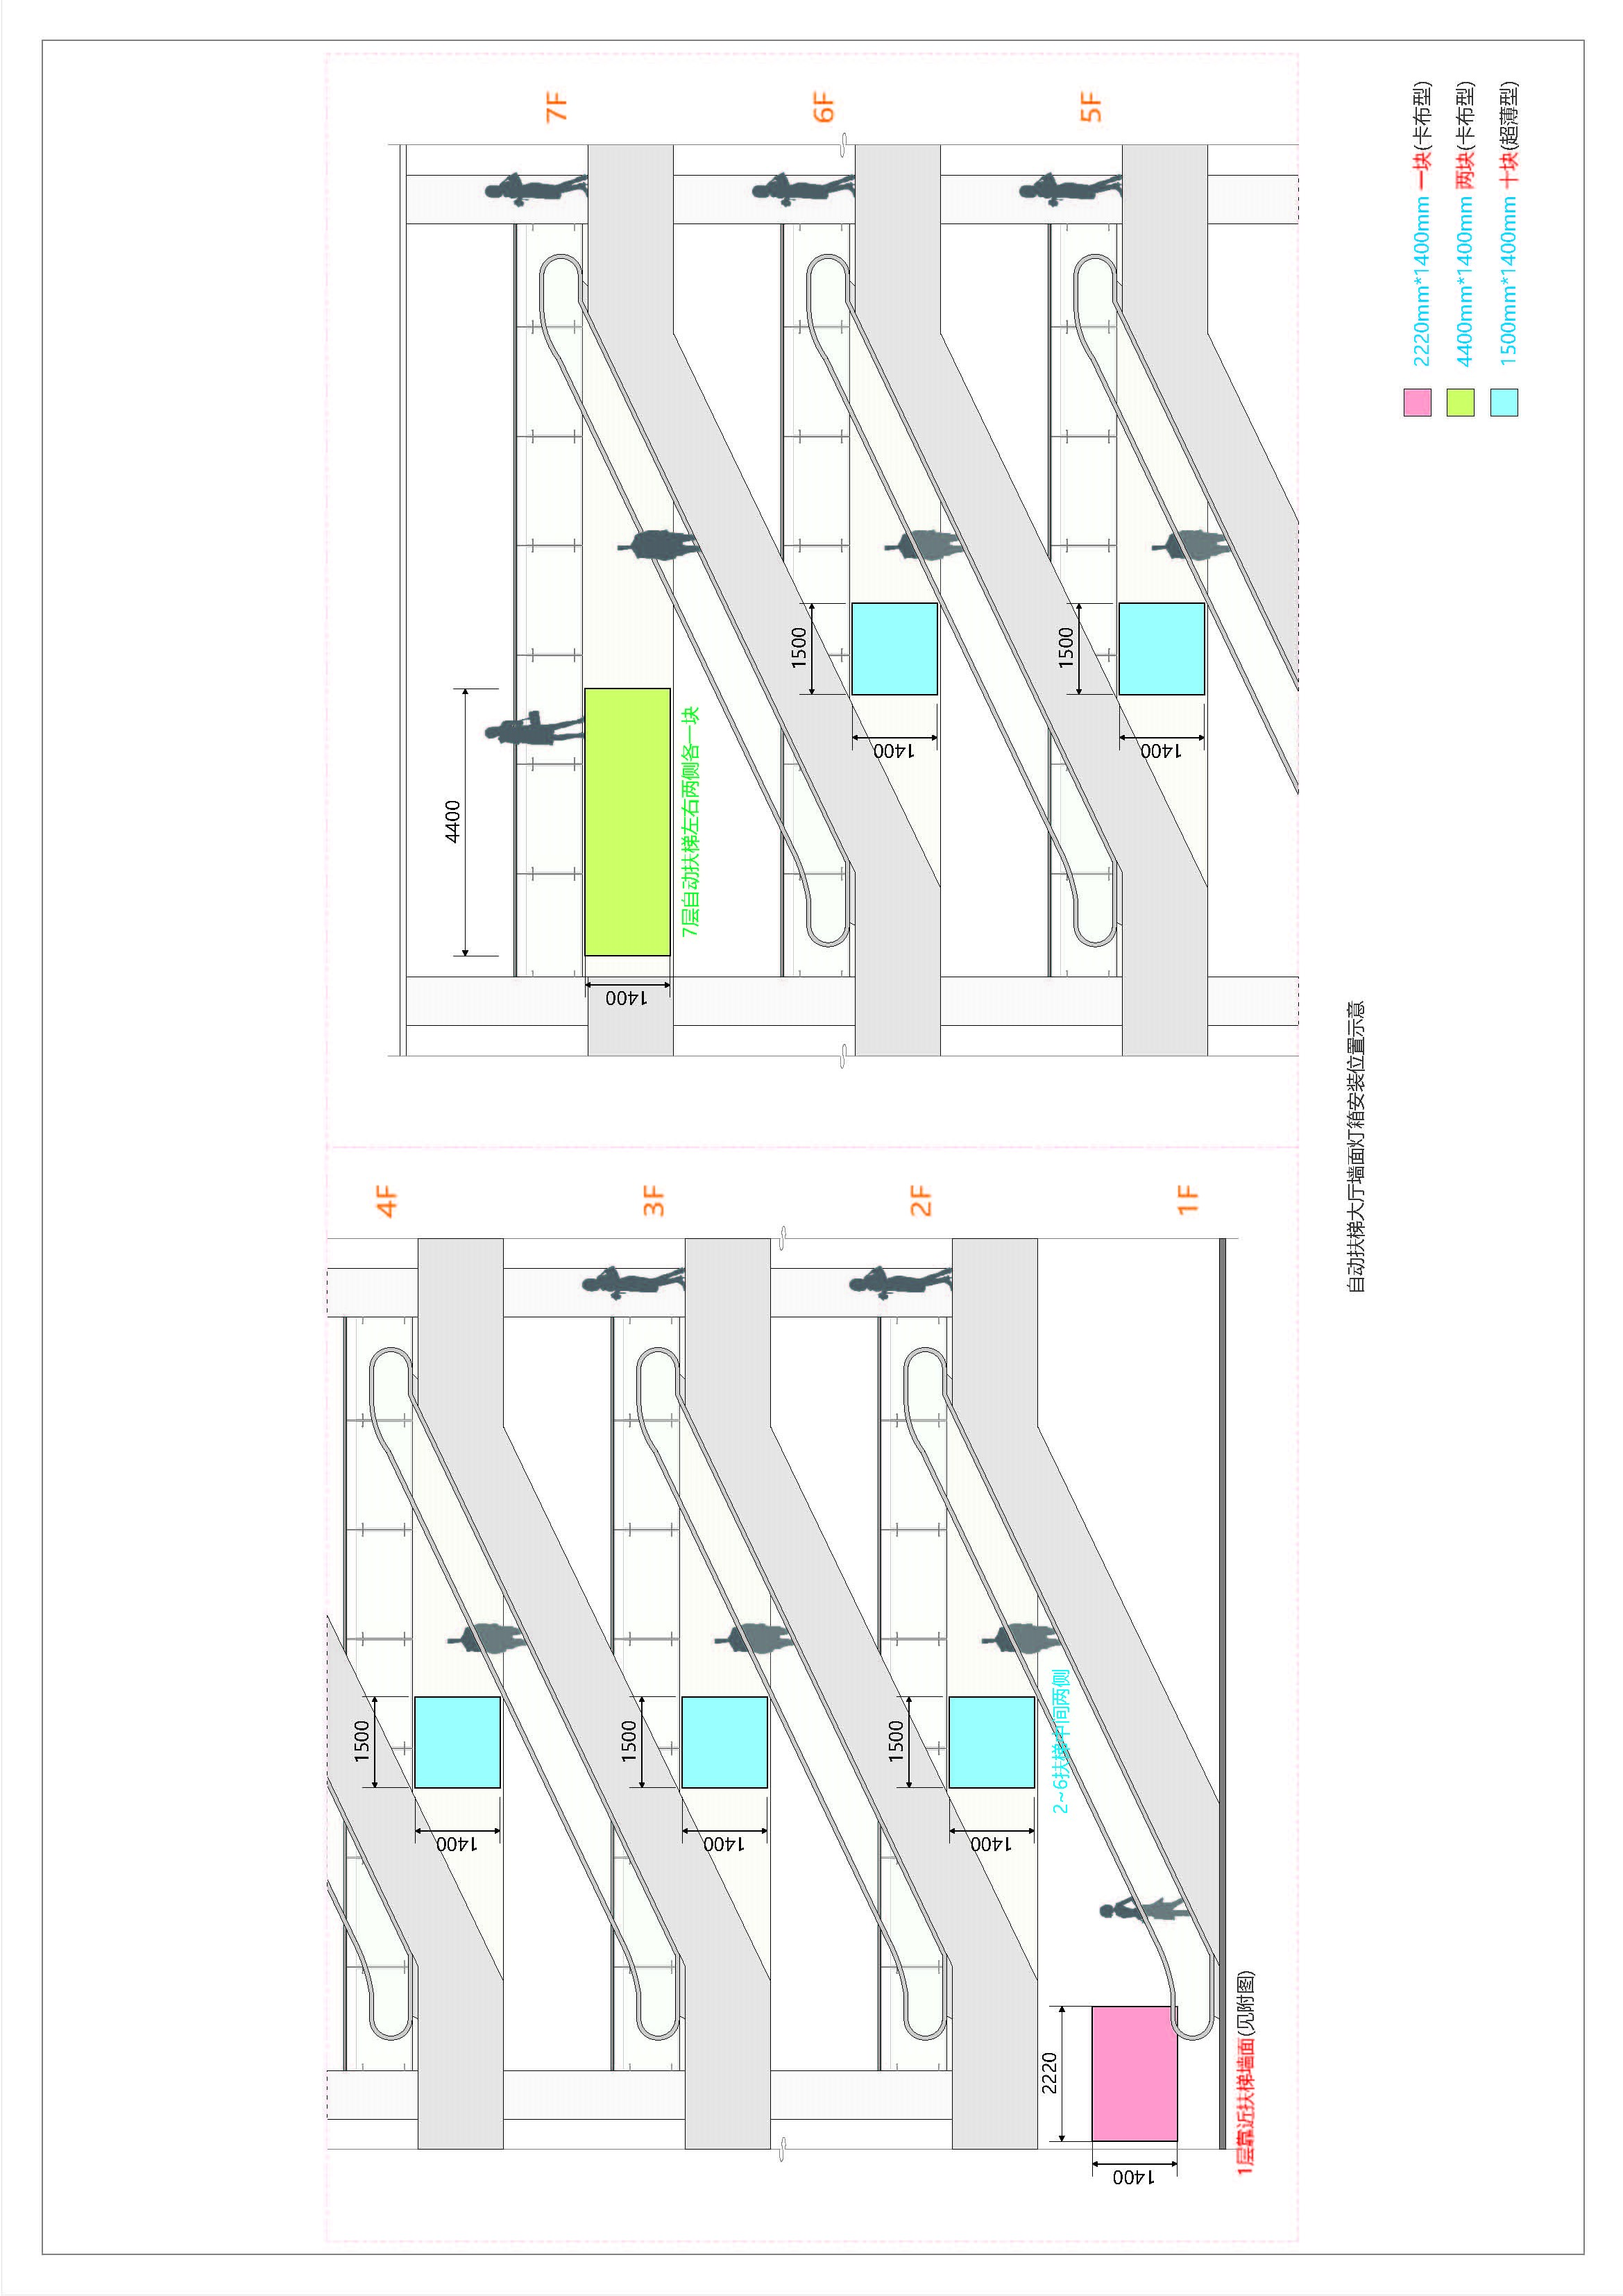 4F
1500
1400
3F
1500
1400
2F
1500
1400
2~6扶梯中间两侧
2220
1400
1F
1层靠近扶梯墙面(见附图)
4400
7F
1400
7层自动扶梯左右两侧各一块
6F
1500
1400
5F
1500
1400
自动扶梯大厅墙面灯箱安装位置示意
2220mm*1400mm 一块(卡布型)
4400mm*1400mm 两块(卡布型)
1500mm*1400mm 十块(超薄型)